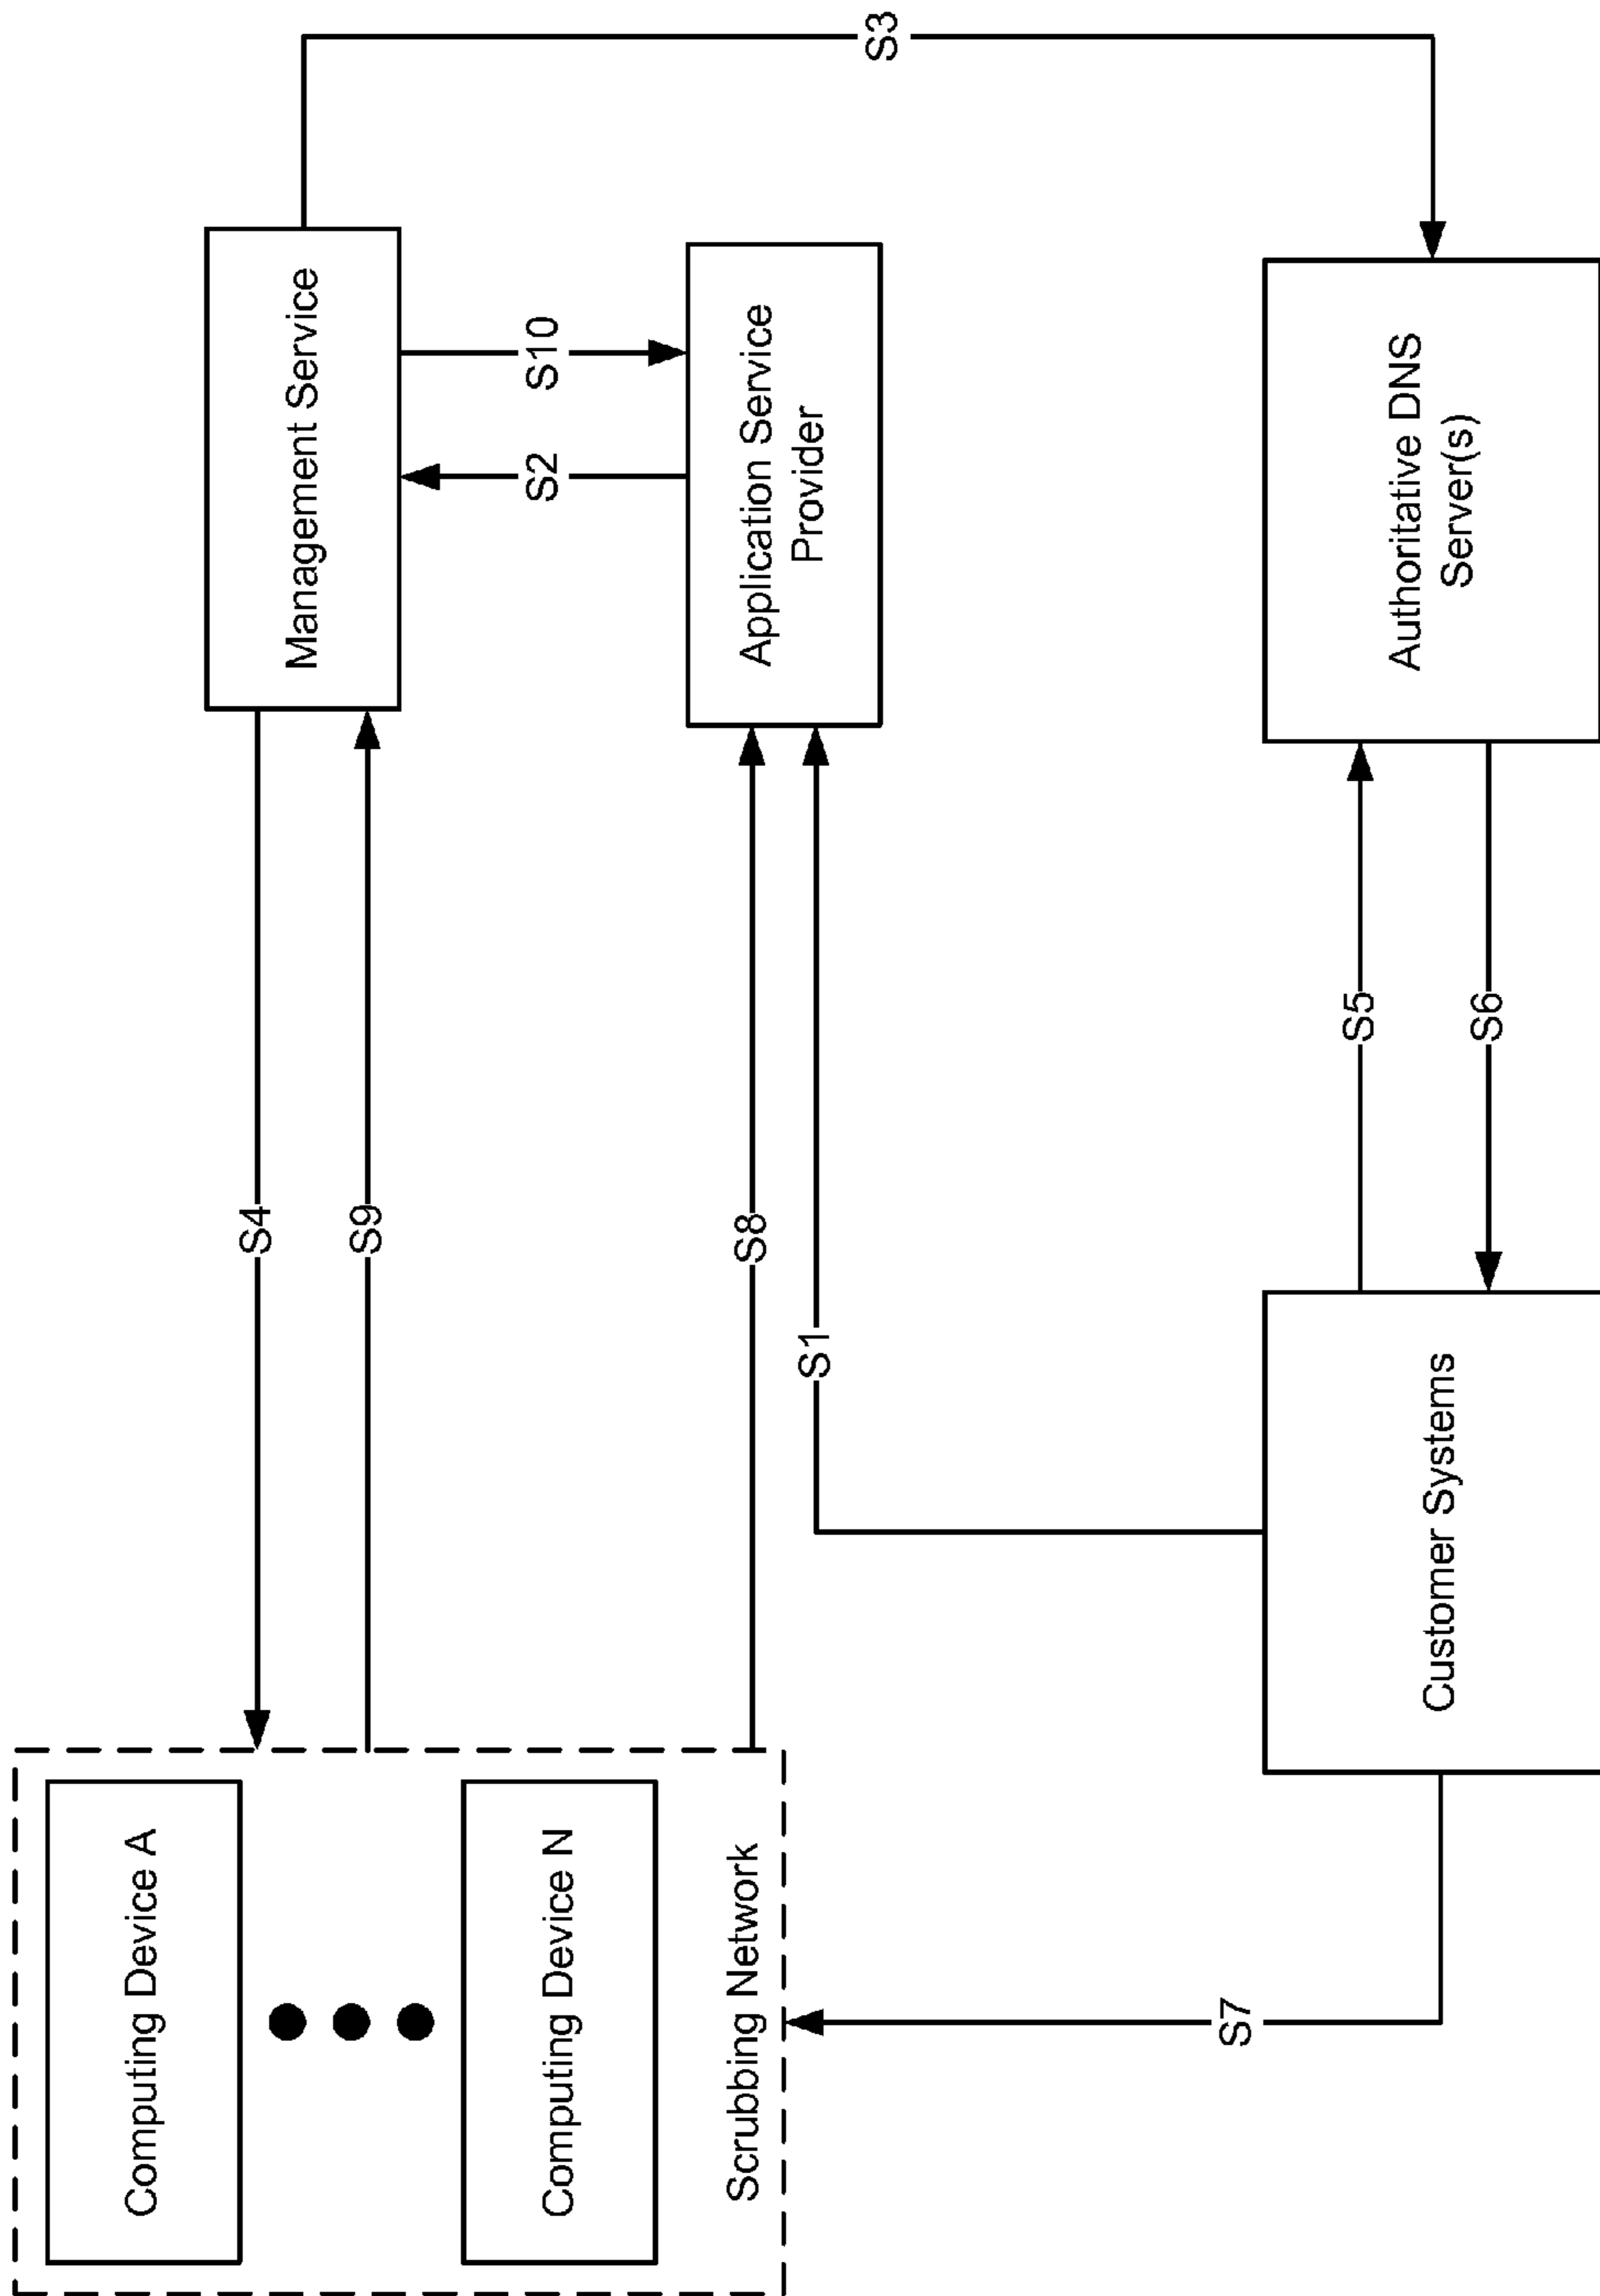 Computing Device A
Computing Device N
Scrubbing Network
S4
S9
S8
S1
S7
Management Service
S2
S10
Application Service
Provider
S3
Customer Systems
S5
S6
Authoritative DNS
Server(s)